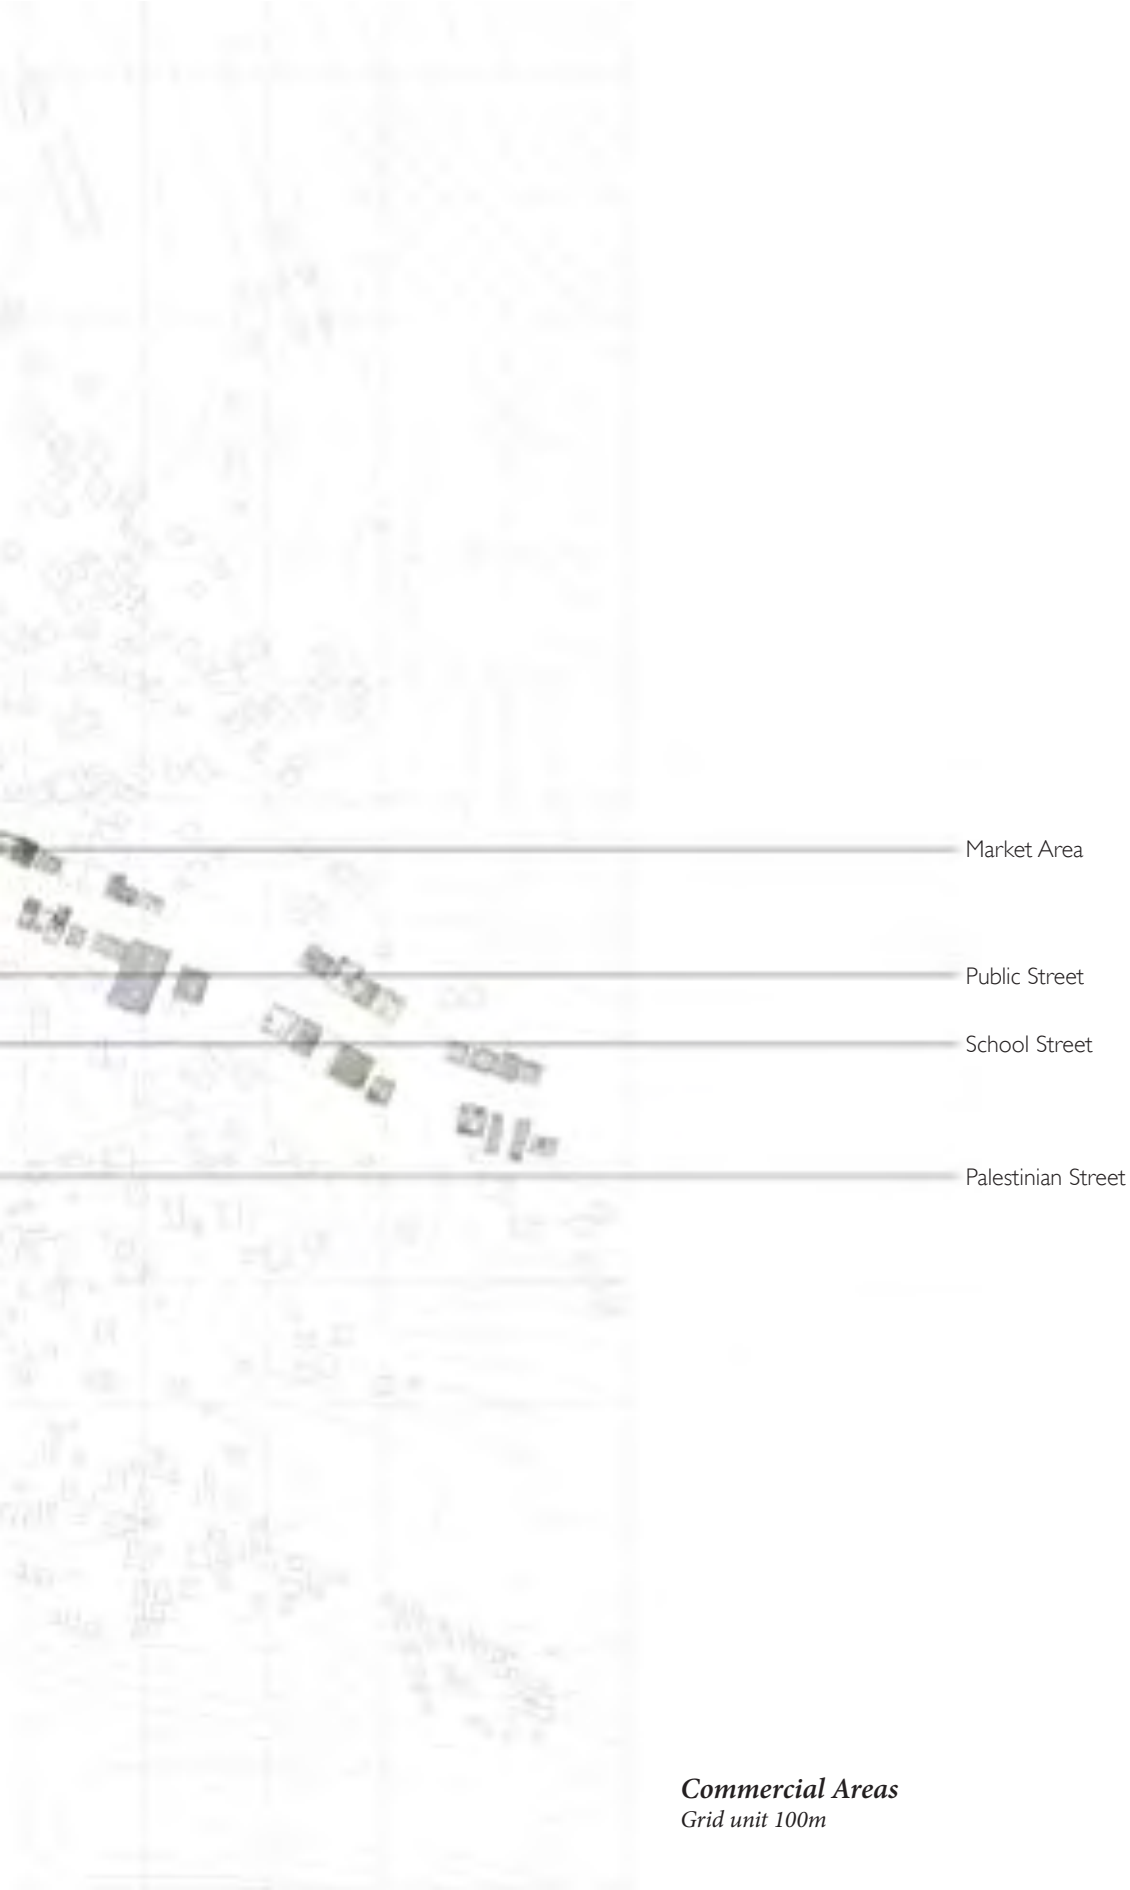 Market Area
Public Street
School Street
Palestinian Street
Commercial Areas
Grid unit 100m